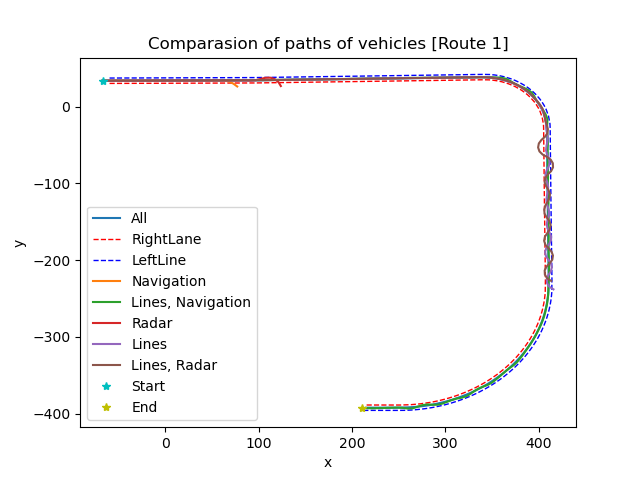 Comparasion of paths of vehicles [Route 1]
0
−100
−200
−300
−400
y
All
RightLane
LeftLine
Navigation
Lines, Navigation
Radar
Lines
Lines, Radar
Start
End
0 100 200 300 400
x